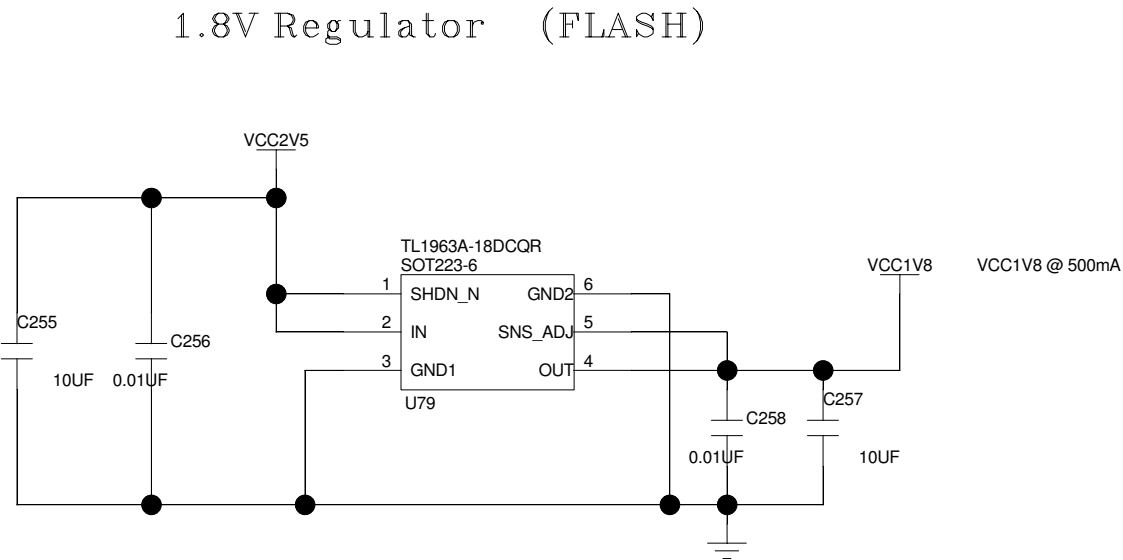 1.8V Regulator (FLASH)
VCC2V5
TL1963A-18DCQR
SOT223-6
VCC1V8 VCC1V8 @ 500mA
1 SHDN_N GND2 6
2 IN SNS_ADJ 5
3 GND1 OUT 4
U79
C255
C256
10UF 0.01UF
C257
C258
0.01UF 10UF